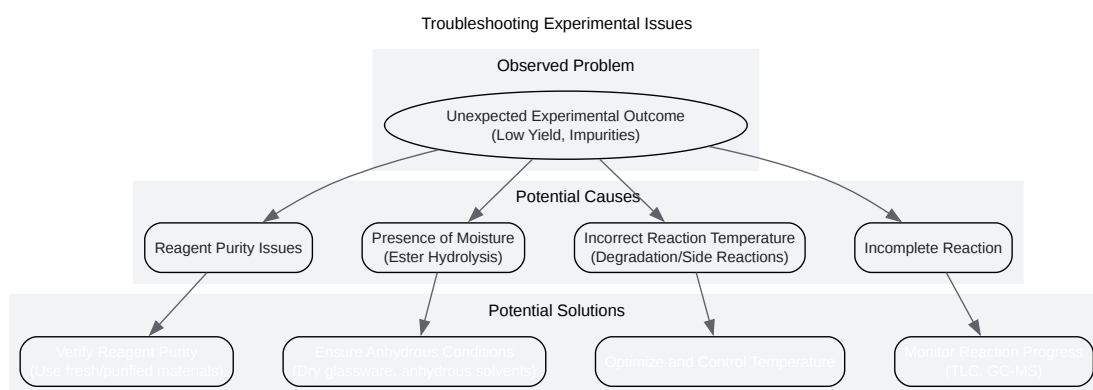 Troubleshooting Experimental Issues
Observed Problem
Unexpected Experimental Outcome
(Low Yield, Impurities)
Potential Causes
Reagent Purity Issues
Presence of Moisture
(Ester Hydrolysis)
Incorrect Reaction Temperature
(Degradation/Side Reactions)
Incomplete Reaction
Potential Solutions
Verify Reagent Purity
(Use fresh/purified materials)
Ensure Anhydrous Conditions
(Dry glassware, anhydrous solvents)
Optimize and Control Temperature
Monitor Reaction Progress
(TLC, GC-MS)